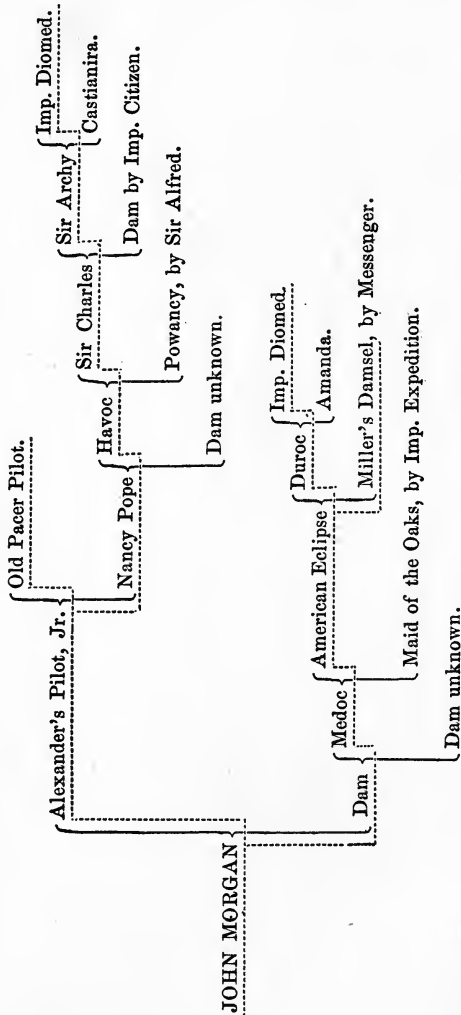 JOHN MORGAN
Alexander's Pilot, Jr.
Old Pacer Pilot.
Nancy Pope
Havoc
Sir Charles
Sir Archy
Imp. Diomed.
Castianira.
Dam by Imp. Citizen.
Powancy, by Sir Alfred.
Dam unknown.
Dam
Medoc
American Eclipse
Duroc
Imp. Diomed.
Amanda.
Miller's Damsel, by Messenger.
Maid of the Oaks, by Imp. Expedition.
Dam unknown.